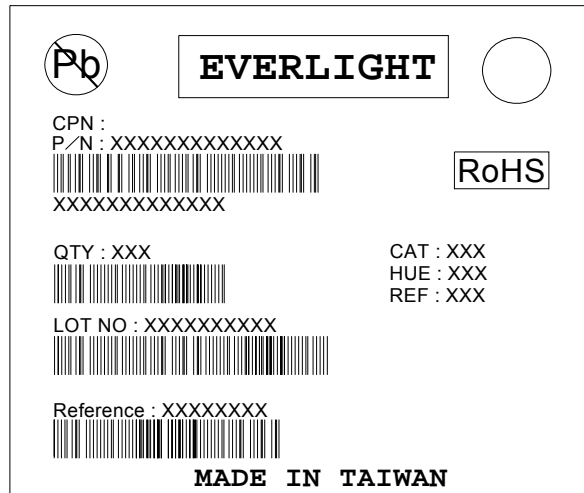 Pb
EVERLIGHT
CPN :
P/N : XXXXXXXXXXXXX
RoHS
XXXXXXXXXXXXX
QTY : XXX
CAT : XXX
HUE : XXX
REF : XXX
LOT NO : XXXXXXXXXX
Reference : XXXXXXXX
MADE IN TAIWAN